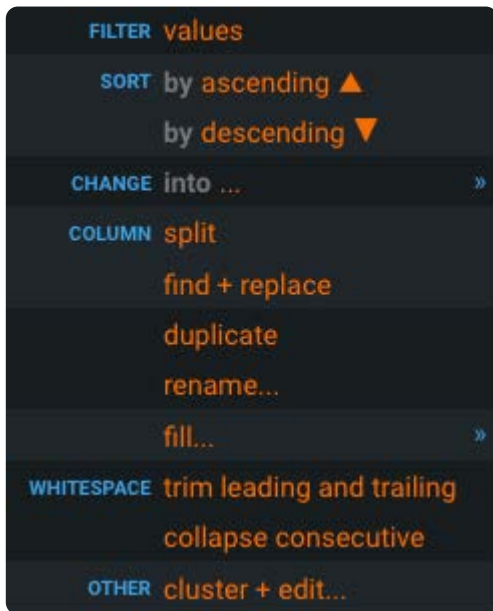 FILTER values
SORT by ascending ▲
by descending ▼
CHANGE into ... »
COLUMN split
find + replace
duplicate
rename...
fill... »
WHITESPACE trim leading and trailing
collapse consecutive
OTHER cluster + edit...